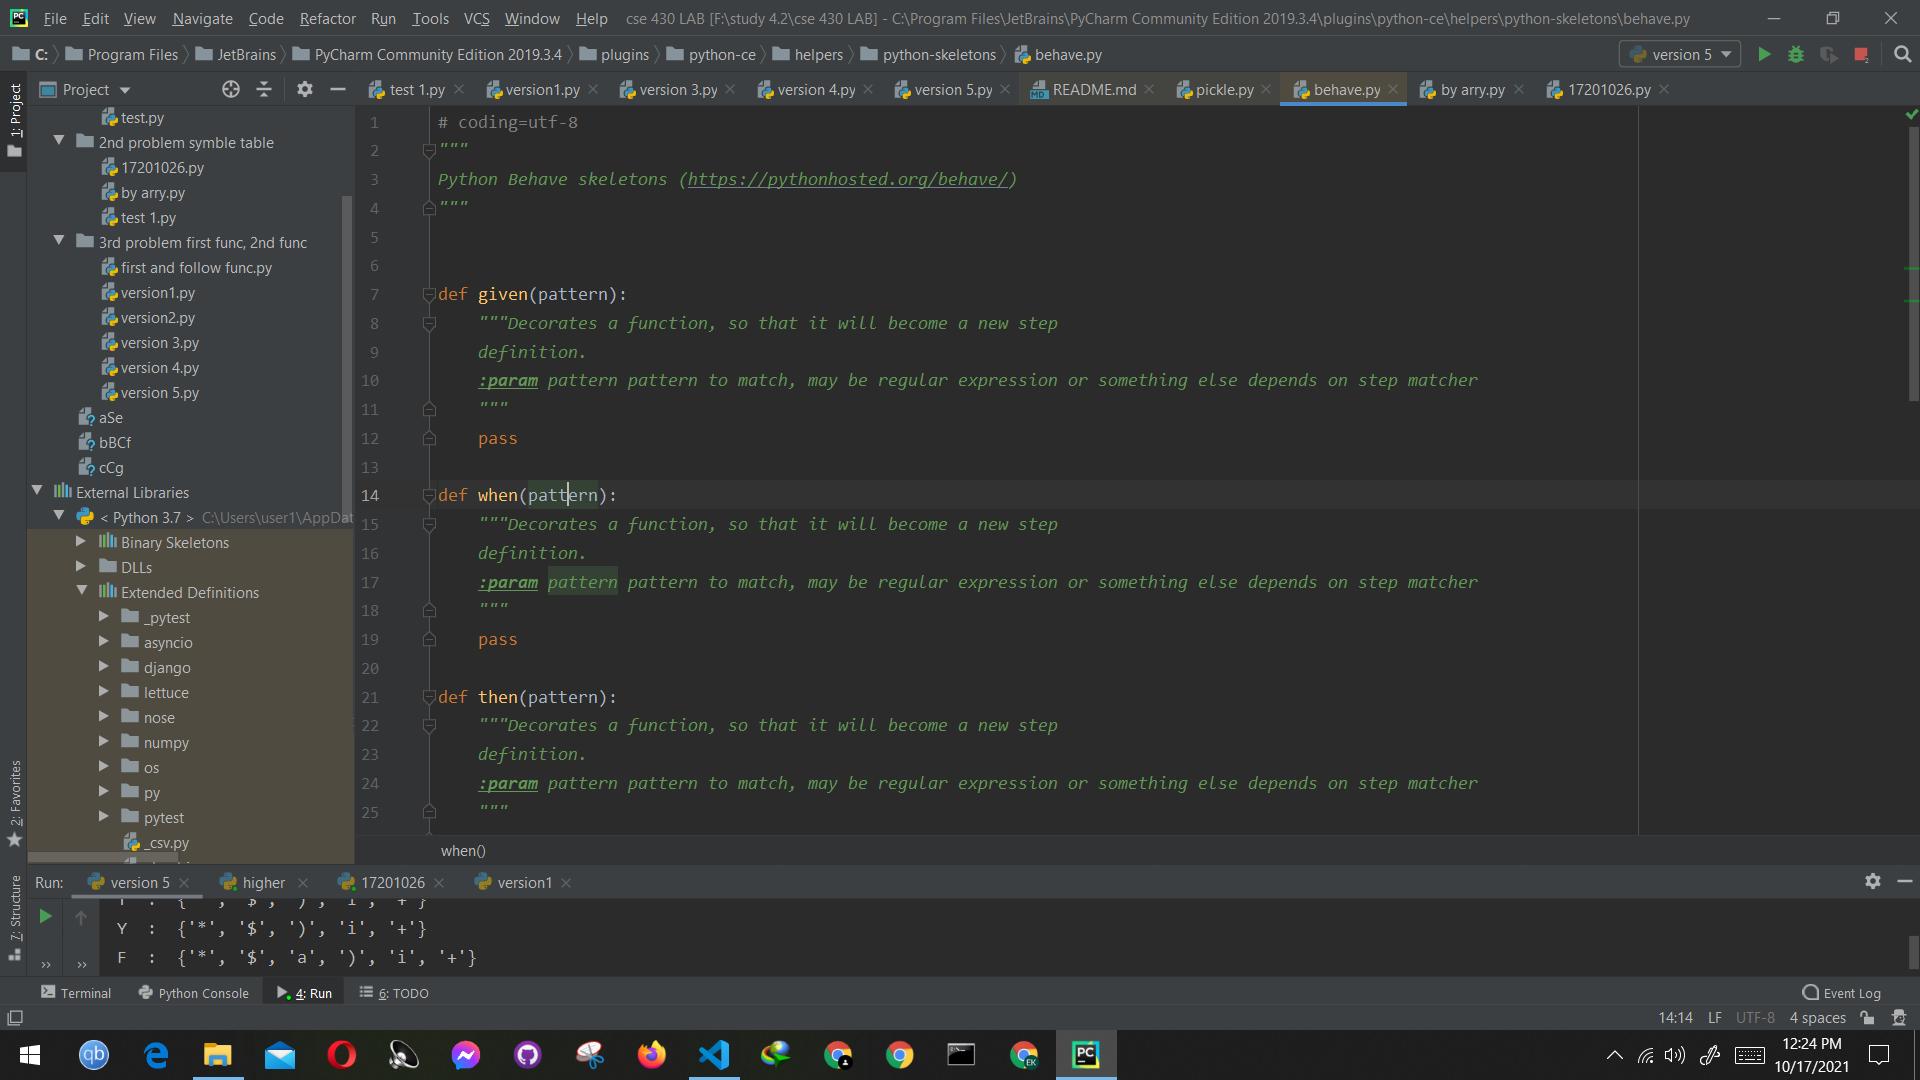 File Edit View Navigate Code Refactor Run Tools VCS Window Help cse 430 LAB [F:\study 4.2\cse 430 LAB] - C:\Program Files\JetBrains\PyCharm Community Edition 2019.3.4\plugins\python-ce\helpers\python-skeletons\behave.py
C: Program Files JetBrains PyCharm Community Edition 2019.3.4 plugins python-ce helpers python-skeletons behave.py version 5
1: Project
2: Favorites
7: Structure
Project
test 1.py version1.py version 3.py version 4.py version 5.py README.md pickle.py behave.py by arry.py 17201026.py
test.py
2nd problem symble table
17201026.py
by arry.py
test 1.py
3rd problem first func, 2nd func
first and follow func.py
version1.py
version2.py
version 3.py
version 4.py
version 5.py
aSe
bBCf
cCg
External Libraries
< Python 3.7 > C:\Users\user1\AppDat
Binary Skeletons
DLLs
Extended Definitions
_pytest
asyncio
django
lettuce
nose
numpy
os
py
pytest
_csv.py
1 # coding=utf-8
2 """
3 Python Behave skeletons (https://pythonhosted.org/behave/)
4 """
5
6
7 def given(pattern):
8 """Decorates a function, so that it will become a new step
9 definition.
10 :param pattern pattern to match, may be regular expression or something else depends on step matcher
11 """
12 pass
13
14 def when(pattern):
15 """Decorates a function, so that it will become a new step
16 definition.
17 :param pattern pattern to match, may be regular expression or something else depends on step matcher
18 """
19 pass
20
21 def then(pattern):
22 """Decorates a function, so that it will become a new step
23 definition.
24 :param pattern pattern to match, may be regular expression or something else depends on step matcher
25 """
when()
Run: version 5 higher 17201026 version1
Y : {'*', '$', ')', 'i', '+'}
F : {'*', '$', 'a', ')', 'i', '+'}
Terminal Python Console 4: Run 6: TODO Event Log
14:14 LF UTF-8 4 spaces
12:24 PM
10/17/2021